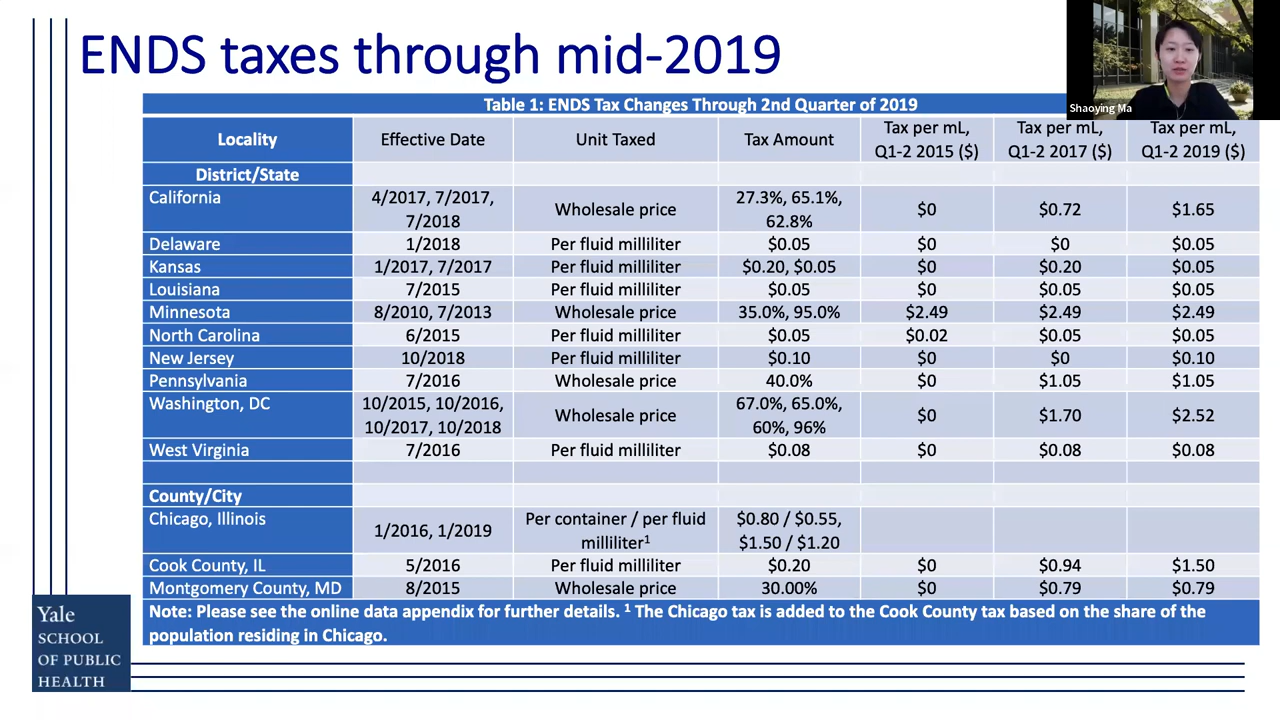 ENDS taxes through mid-2019
Shaoying Ma
Table 1: ENDS Tax Changes Through 2nd Quarter of 2019
Locality Effective Date Unit Taxed Tax Amount Tax per mL, Q1-2 2015 ($) Tax per mL, Q1-2 2017 ($) Tax per mL, Q1-2 2019 ($)
District/State
California 4/2017, 7/2017, 7/2018 Wholesale price 27.3%, 65.1%, 62.8% $0 $0.72 $1.65
Delaware 1/2018 Per fluid milliliter $0.05 $0 $0 $0.05
Kansas 1/2017, 7/2017 Per fluid milliliter $0.20, $0.05 $0 $0.20 $0.05
Louisiana 7/2015 Per fluid milliliter $0.05 $0 $0.05 $0.05
Minnesota 8/2010, 7/2013 Wholesale price 35.0%, 95.0% $2.49 $2.49 $2.49
North Carolina 6/2015 Per fluid milliliter $0.05 $0.02 $0.05 $0.05
New Jersey 10/2018 Per fluid milliliter $0.10 $0 $0 $0.10
Pennsylvania 7/2016 Wholesale price 40.0% $0 $1.05 $1.05
Washington, DC 10/2015, 10/2016, 10/2017, 10/2018 Wholesale price 67.0%, 65.0%, 60%, 96% $0 $1.70 $2.52
West Virginia 7/2016 Per fluid milliliter $0.08 $0 $0.08 $0.08
County/City
Chicago, Illinois 1/2016, 1/2019 Per container / per fluid milliliter¹ $0.80 / $0.55, $1.50 / $1.20
Cook County, IL 5/2016 Per fluid milliliter $0.20 $0 $0.94 $1.50
Montgomery County, MD 8/2015 Wholesale price 30.00% $0 $0.79 $0.79
Note: Please see the online data appendix for further details. ¹ The Chicago tax is added to the Cook County tax based on the share of the
population residing in Chicago.
Yale
SCHOOL
OF PUBLIC
HEALTH